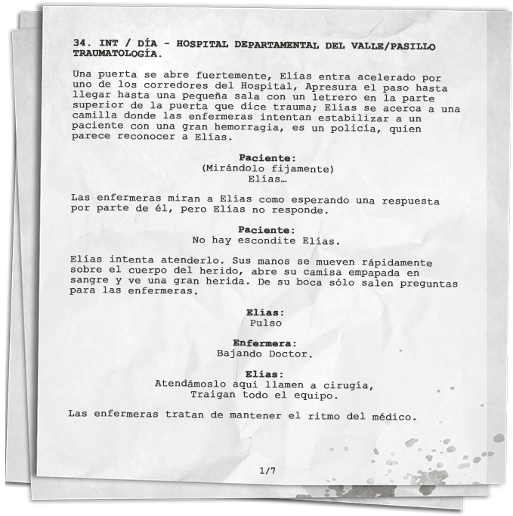 34. INT / DÍA - HOSPITAL DEPARTAMENTAL DEL VALLE/PASILLO
TRAUMATOLOGÍA.
Una puerta se abre fuertemente, Elías entra acelerado por
uno de los corredores del Hospital, Apresura el paso hasta
llegar hasta una pequeña sala con un letrero en la parte
superior de la puerta que dice trauma; Elías se acerca a una
camilla donde las enfermeras intentan estabilizar a un
paciente con una gran hemorragia, es un policía, quien
parece reconocer a Elías.
Paciente:
(Mirándolo fijamente)
Elías…
Las enfermeras miran a Elías como esperando una respuesta
por parte de él, pero Elías no responde.
Paciente:
No hay escondite Elías.
Elías intenta atenderlo. Sus manos se mueven rápidamente
sobre el cuerpo del herido, abre su camisa empapada en
sangre y ve una gran herida. De su boca sólo salen preguntas
para las enfermeras.
Elías:
Pulso
Enfermera:
Bajando Doctor.
Elías:
Atendámoslo aquí llamen a cirugía,
Traigan todo el equipo.
Las enfermeras tratan de mantener el ritmo del médico.
1/7